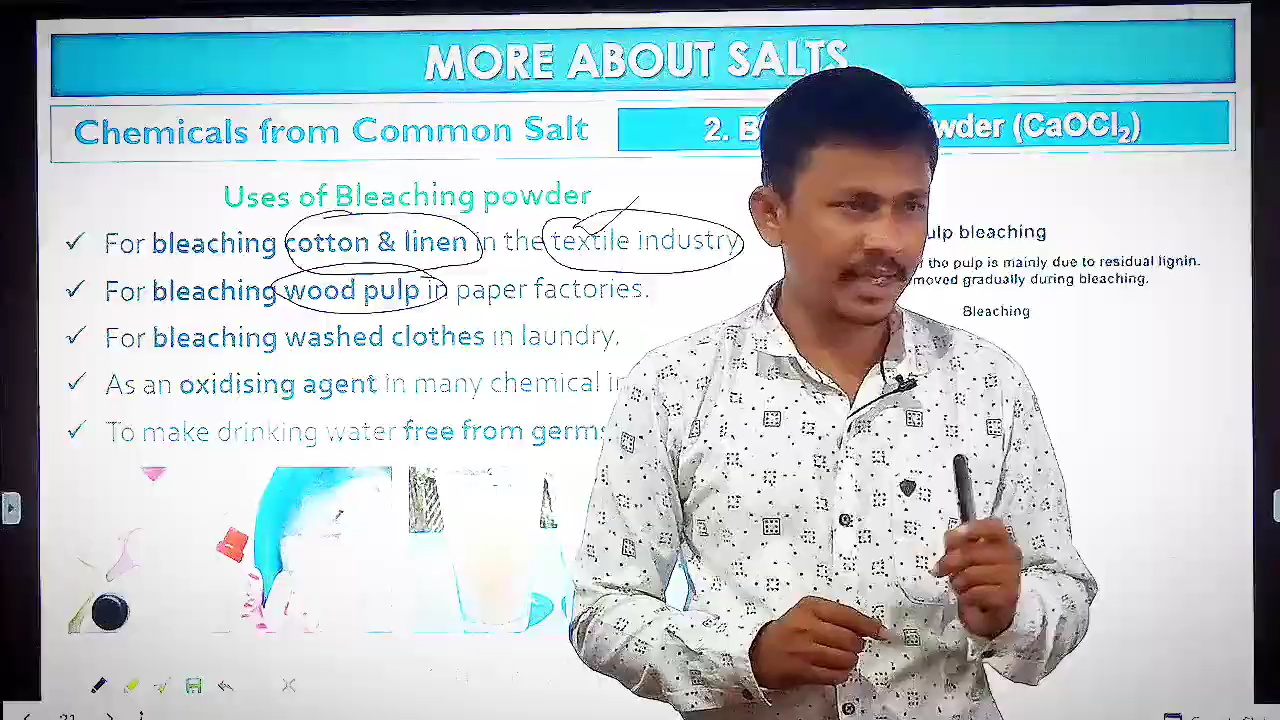 MORE ABOUT SALTS
Chemicals from Common Salt
2. B wder (CaOCl₂)
Uses of Bleaching powder
✓ For bleaching cotton & linen in the textile industry
✓ For bleaching wood pulp in paper factories.
✓ For bleaching washed clothes in laundry.
✓ As an oxidising agent in many chemical in
✓ To make drinking water free from germs
ulp bleaching
the pulp is mainly due to residual lignin.
moved gradually during bleaching.
Bleaching